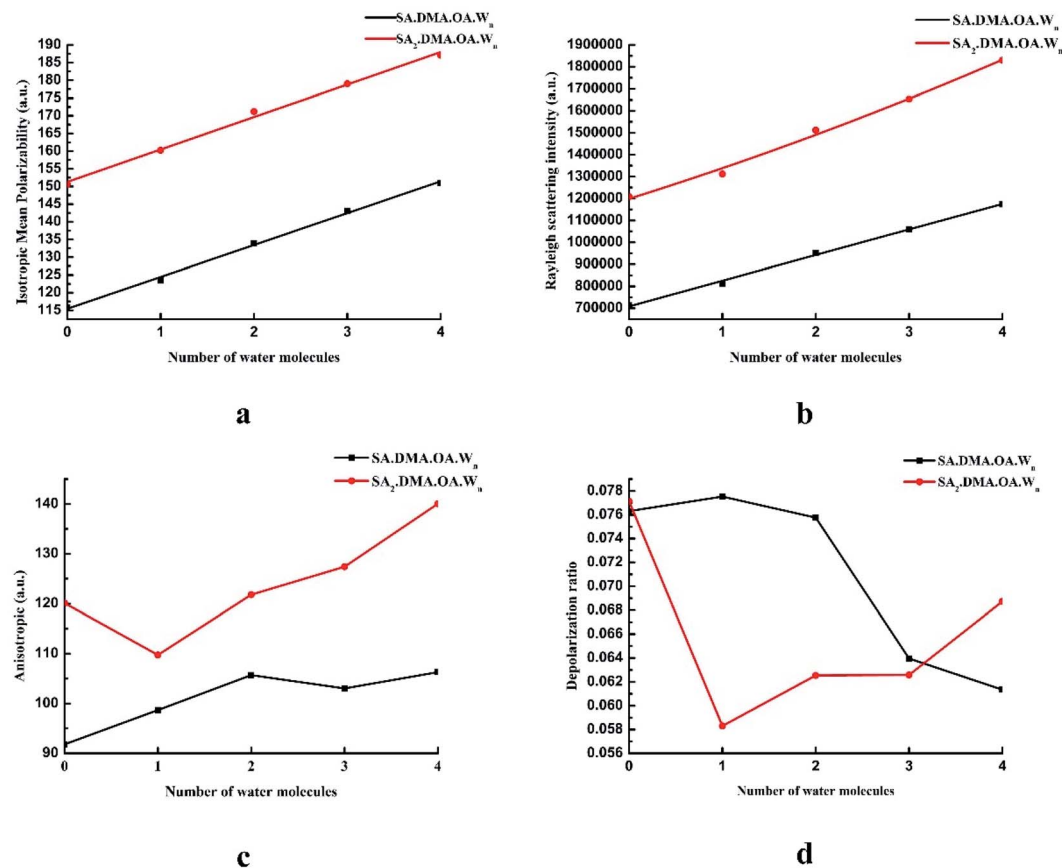 SA.DMA.OA.Wn
SA2.DMA.OA.Wn
190
185
180
175
170
165
160
155
150
145
140
135
130
125
120
115
Isotropic Mean Polarizability (a.u.)
0 1 2 3 4
Number of water molecules
a
SA.DMA.OA.Wn
SA2.DMA.OA.Wn
1900000
1800000
1700000
1600000
1500000
1400000
1300000
1200000
1100000
1000000
900000
800000
700000
Rayleigh scattering intensity (a.u.)
0 1 2 3 4
Number of water molecules
b
SA.DMA.OA.Wn
SA2.DMA.OA.Wn
140
130
120
110
100
90
Anisotropic (a.u.)
0 1 2 3 4
Number of water molecules
c
SA.DMA.OA.Wn
SA2.DMA.OA.Wn
0.078
0.076
0.074
0.072
0.070
0.068
0.066
0.064
0.062
0.060
0.058
0.056
Depolarization ratio
0 1 2 3 4
Number of water molecules
d